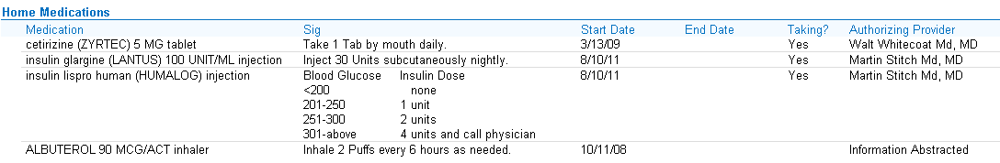 Home Medications
Medication Sig Start Date End Date Taking? Authorizing Provider
cetirizine (ZYRTEC) 5 MG tablet Take 1 Tab by mouth daily. 3/13/09 Yes Walt Whitecoat Md, MD
insulin glargine (LANTUS) 100 UNIT/ML injection Inject 30 Units subcutaneously nightly. 8/10/11 Yes Martin Stitch Md, MD
insulin lispro human (HUMALOG) injection Blood Glucose Insulin Dose 8/10/11 Yes Martin Stitch Md, MD
<200 none
201-250 1 unit
251-300 2 units
301-above 4 units and call physician
ALBUTEROL 90 MCG/ACT inhaler Inhale 2 Puffs every 6 hours as needed. 10/11/08 Information Abstracted